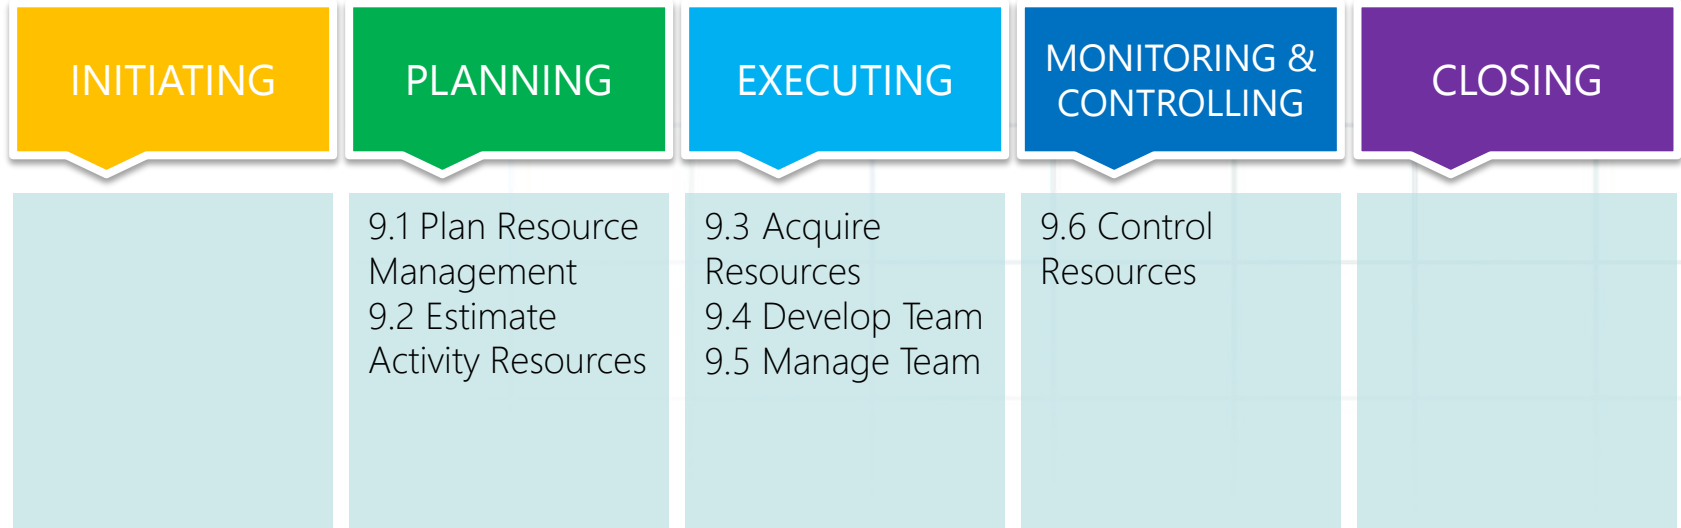 INITIATING
PLANNING
EXECUTING
MONITORING &
CONTROLLING
CLOSING
9.1 Plan Resource
Management
9.2 Estimate
Activity Resources
9.3 Acquire
Resources
9.4 Develop Team
9.5 Manage Team
9.6 Control
Resources